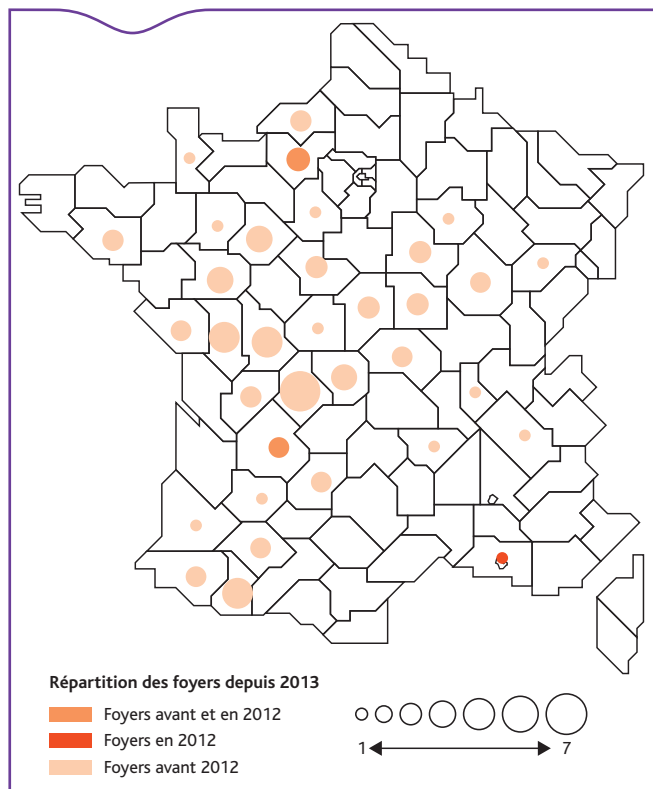 Répartition des foyers depuis 2013
Foyers avant et en 2012
Foyers en 2012
Foyers avant 2012
1 7